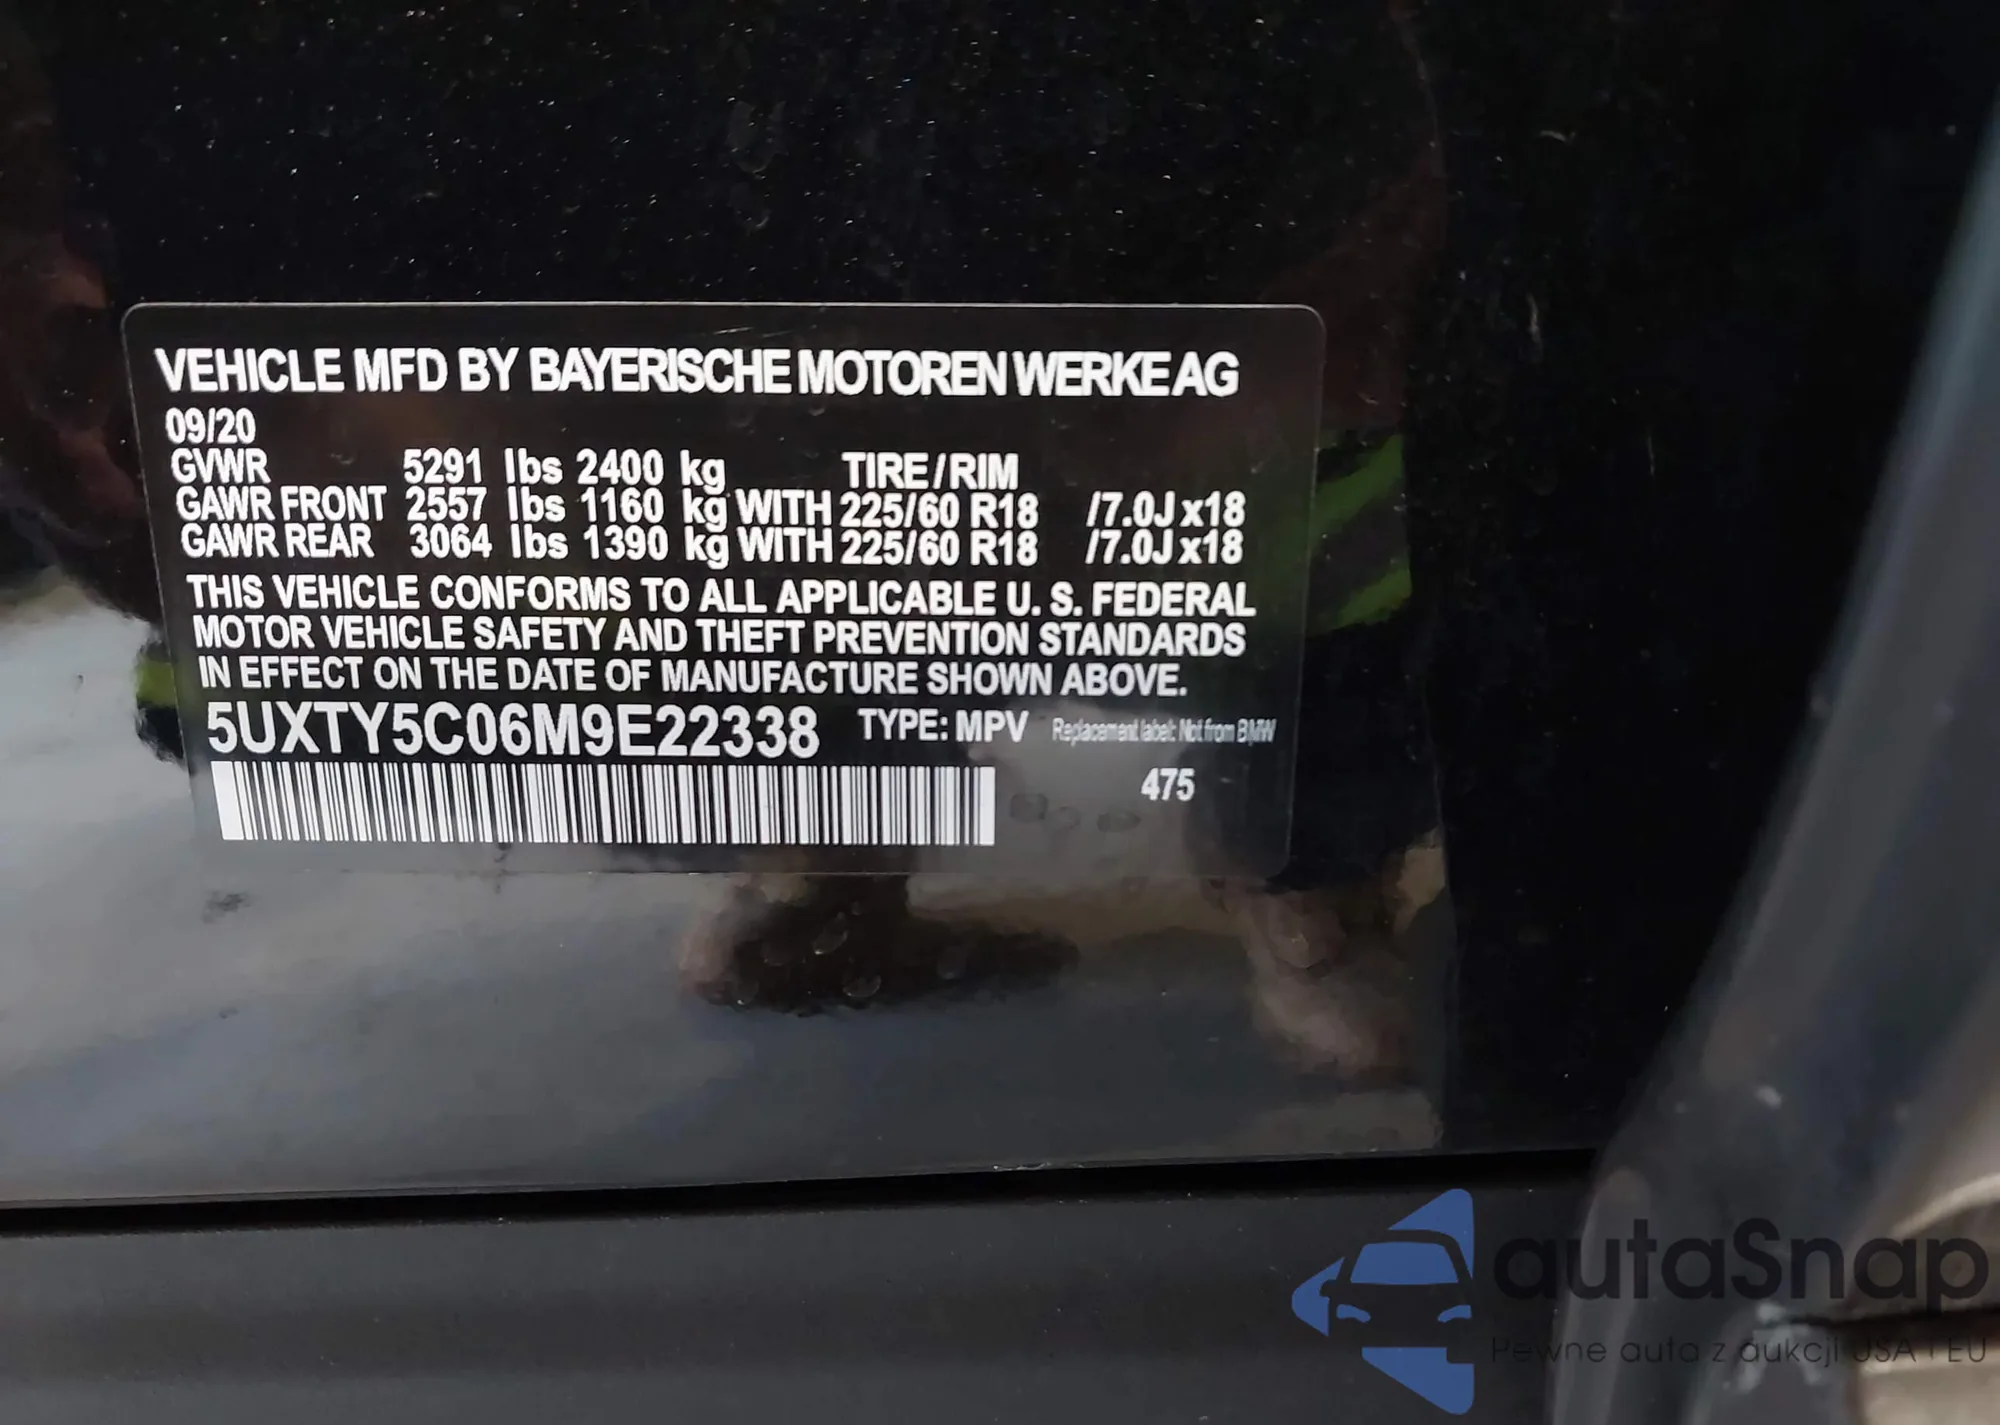 VEHICLE MFD BY BAYERISCHE MOTOREN WERKE AG
09/20
GVWR 5291 lbs 2400 kg TIRE/RIM
GAWR FRONT 2557 lbs 1160 kg WITH 225/60 R18 /7.0J x18
GAWR REAR 3064 lbs 1390 kg WITH 225/60 R18 /7.0J x18
THIS VEHICLE CONFORMS TO ALL APPLICABLE U. S. FEDERAL
MOTOR VEHICLE SAFETY AND THEFT PREVENTION STANDARDS
IN EFFECT ON THE DATE OF MANUFACTURE SHOWN ABOVE.
5UXTY5C06M9E22338 TYPE: MPV Replacement label: Not from BMW
475
autaSnap
Pewne auta z aukcji USA i EU